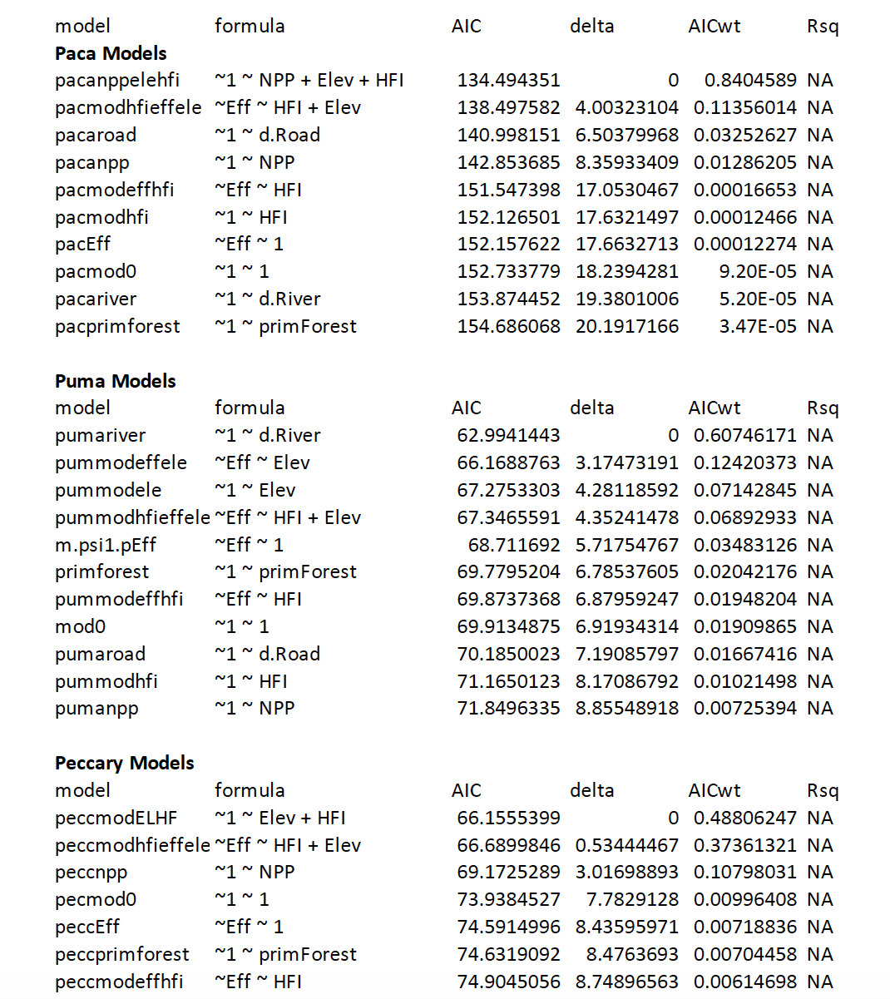 model formula AIC delta AICwt Rsq
Paca Models
pacanppelehfi ~1 ~ NPP + Elev + HFI 134.494351 0 0.8404589 NA
pacmodhfieffele ~Eff ~ HFI + Elev 138.497582 4.00323104 0.11356014 NA
pacaroad ~1 ~ d.Road 140.998151 6.50379968 0.03252627 NA
pacanpp ~1 ~ NPP 142.853685 8.35933409 0.01286205 NA
pacmodeffhfi ~Eff ~ HFI 151.547398 17.0530467 0.00016653 NA
pacmodhfi ~1 ~ HFI 152.126501 17.6321497 0.00012466 NA
pacEff ~Eff ~ 1 152.157622 17.6632713 0.00012274 NA
pacmod0 ~1 ~ 1 152.733779 18.2394281 9.20E-05 NA
pacariver ~1 ~ d.River 153.874452 19.3801006 5.20E-05 NA
pacprimforest ~1 ~ primForest 154.686068 20.1917166 3.47E-05 NA
Puma Models
model formula AIC delta AICwt Rsq
pumariver ~1 ~ d.River 62.9941443 0 0.60746171 NA
pummodeffele ~Eff ~ Elev 66.1688763 3.17473191 0.12420373 NA
pummodele ~1 ~ Elev 67.2753303 4.28118592 0.07142845 NA
pummodhfieffele ~Eff ~ HFI + Elev 67.3465591 4.35241478 0.06892933 NA
m.psi1.pEff ~Eff ~ 1 68.711692 5.71754767 0.03483126 NA
primforest ~1 ~ primForest 69.7795204 6.78537605 0.02042176 NA
pummodeffhfi ~Eff ~ HFI 69.8737368 6.87959247 0.01948204 NA
mod0 ~1 ~ 1 69.9134875 6.91934314 0.01909865 NA
pumaroad ~1 ~ d.Road 70.1850023 7.19085797 0.01667416 NA
pummodhfi ~1 ~ HFI 71.1650123 8.17086792 0.01021498 NA
pumanpp ~1 ~ NPP 71.8496335 8.85548918 0.00725394 NA
Peccary Models
model formula AIC delta AICwt Rsq
peccmodELHF ~1 ~ Elev + HFI 66.1555399 0 0.48806247 NA
peccmodhfieffele ~Eff ~ HFI + Elev 66.6899846 0.53444467 0.37361321 NA
peccnpp ~1 ~ NPP 69.1725289 3.01698893 0.10798031 NA
pecmod0 ~1 ~ 1 73.9384527 7.7829128 0.00996408 NA
peccEff ~Eff ~ 1 74.5914996 8.43595971 0.00718836 NA
peccprimforest ~1 ~ primForest 74.6319092 8.4763693 0.00704458 NA
peccmodeffhfi ~Eff ~ HFI 74.9045056 8.74896563 0.00614698 NA